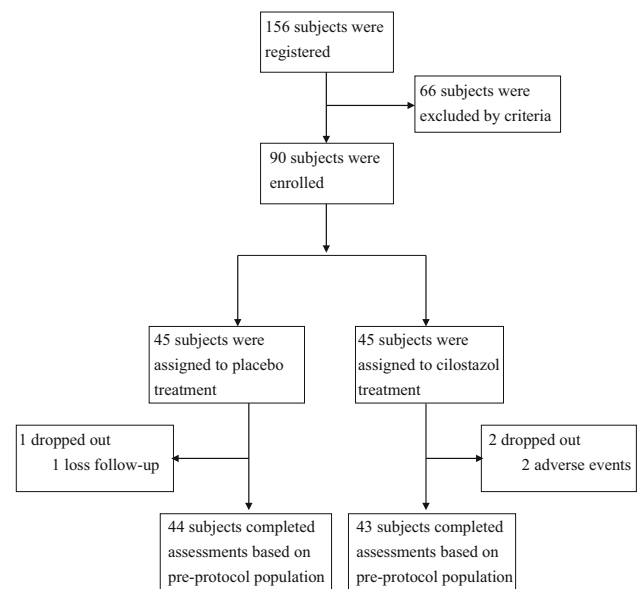 156 subjects were
registered
66 subjects were
excluded by criteria
90 subjects were
enrolled
45 subjects were
assigned to placebo
treatment
45 subjects were
assigned to cilostazol
treatment
1 dropped out
1 loss follow-up
2 dropped out
2 adverse events
44 subjects completed
assessments based on
pre-protocol population
43 subjects completed
assessments based on
pre-protocol population